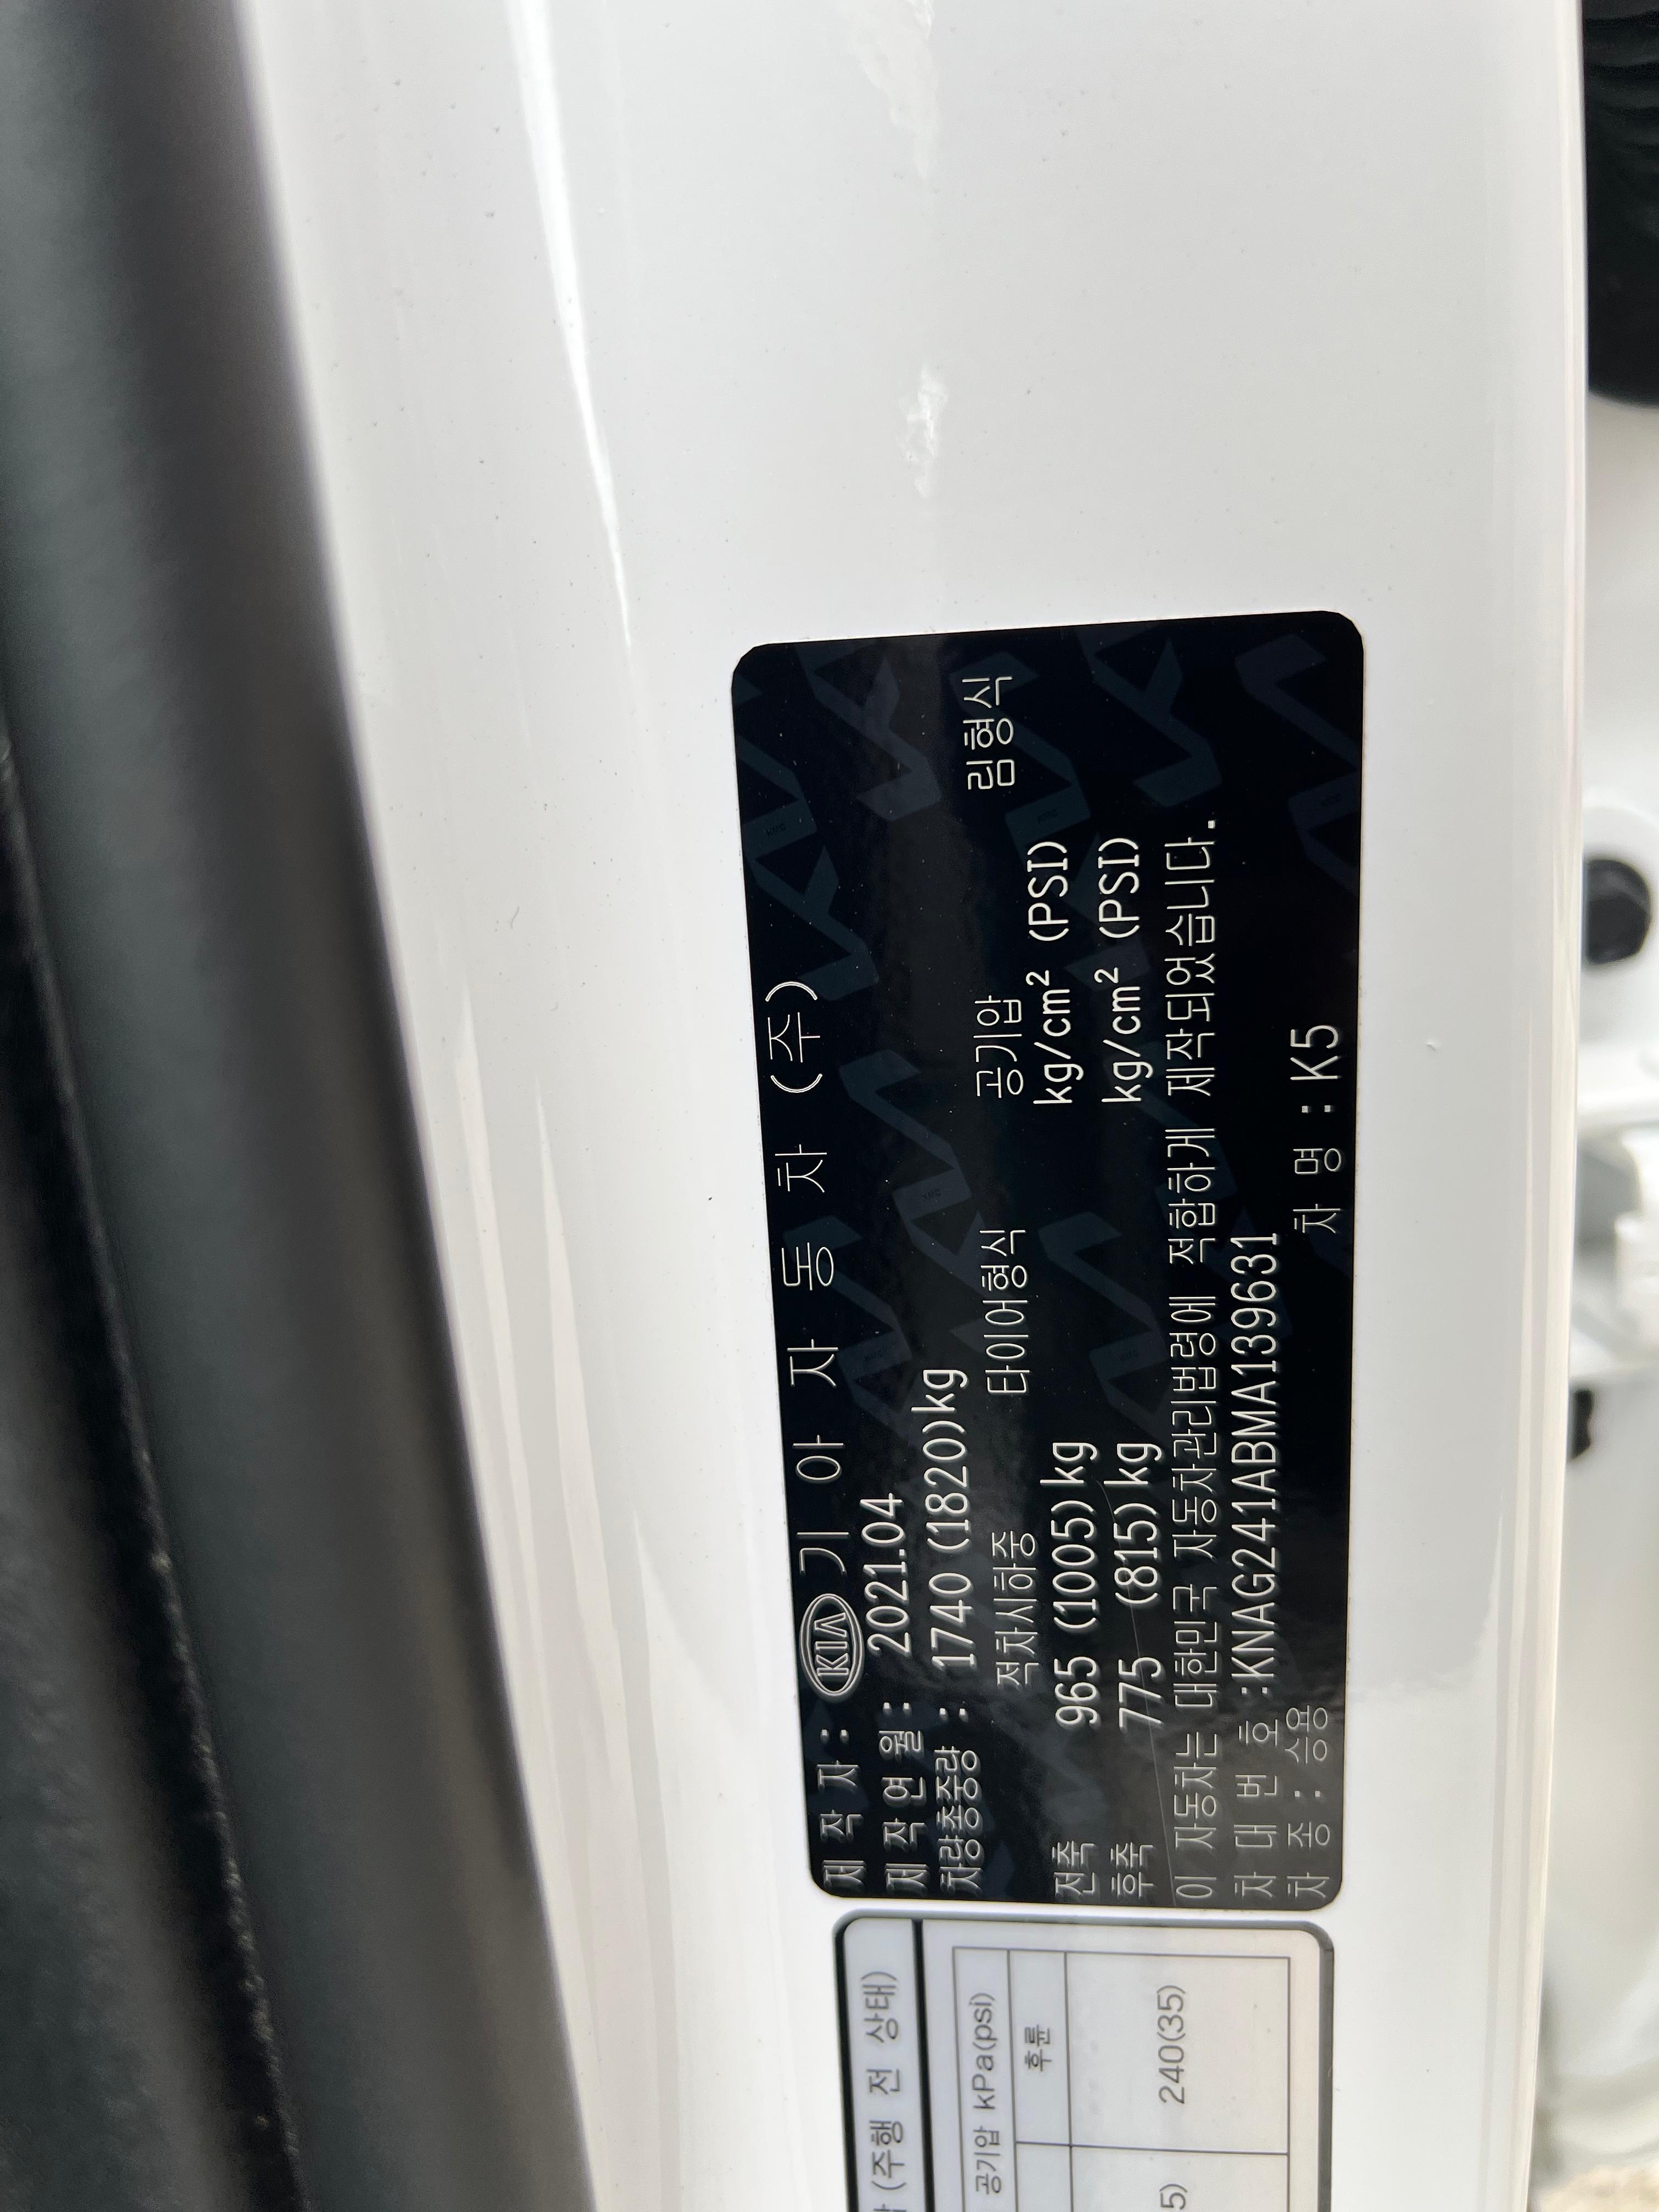 제 작 자 : KIA 기 아 자 동 차 (주)
제 작 연 월 : 2021.04
차량총중량 : 1740 (1820)kg
적차시하중 타이어형식 공기압 림형식
전축 965 (1005)kg kg/cm² (PSI)
후축 775 (815)kg kg/cm² (PSI)
이 자동차는 대한민국 자동차관리법령에 적합하게 제작되었습니다.
차 대 번 호 :KNAG241ABMA139631
차 종 : 승용 차 명 : K5
(주행 전 상태)
공기압 kPa(psi)
후륜
5) 240(35)